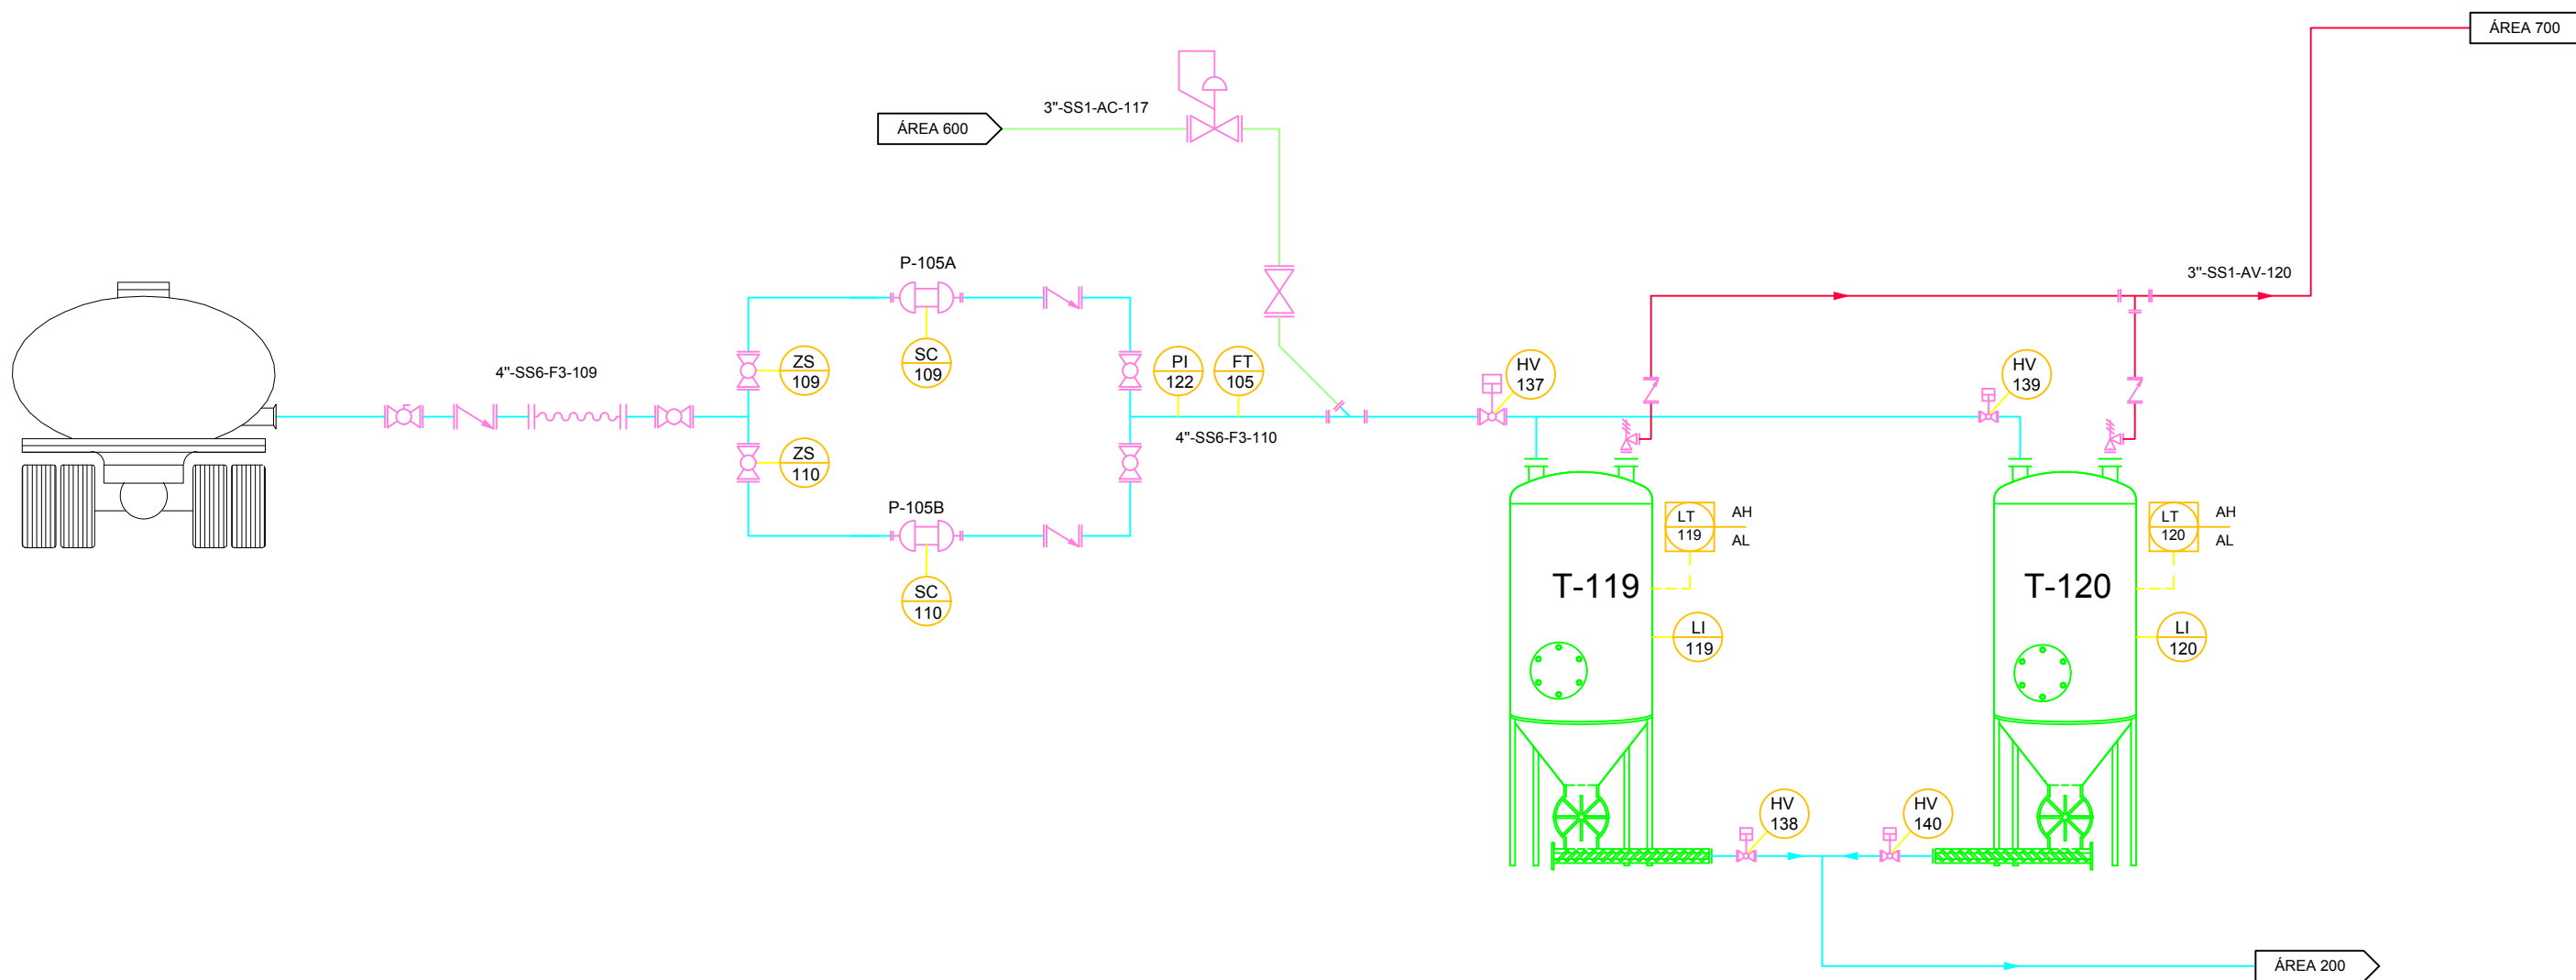 ÁREA 700
3"-SS1-AC-117
ÁREA 600
P-105A
3"-SS1-AV-120
4"-SS6-F3-109
ZS
109
SC
109
PI
122
FT
105
HV
137
HV
139
4"-SS6-F3-110
ZS
110
P-105B
SC
110
LT
119
AH
AL
LT
120
AH
AL
T-119
T-120
LI
119
LI
120
HV
138
HV
140
ÁREA 200